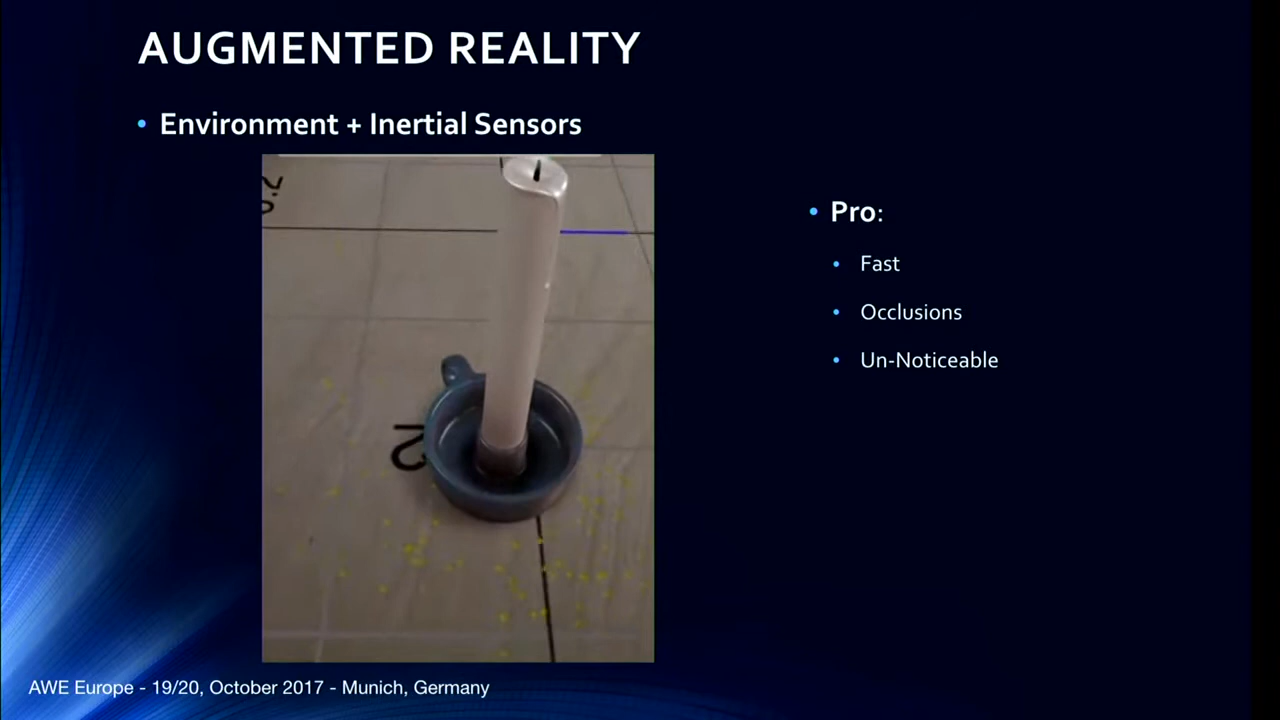 AUGMENTED REALITY
• Environment + Inertial Sensors
• Pro:
• Fast
• Occlusions
• Un-Noticeable
AWE Europe - 19/20, October 2017 - Munich, Germany